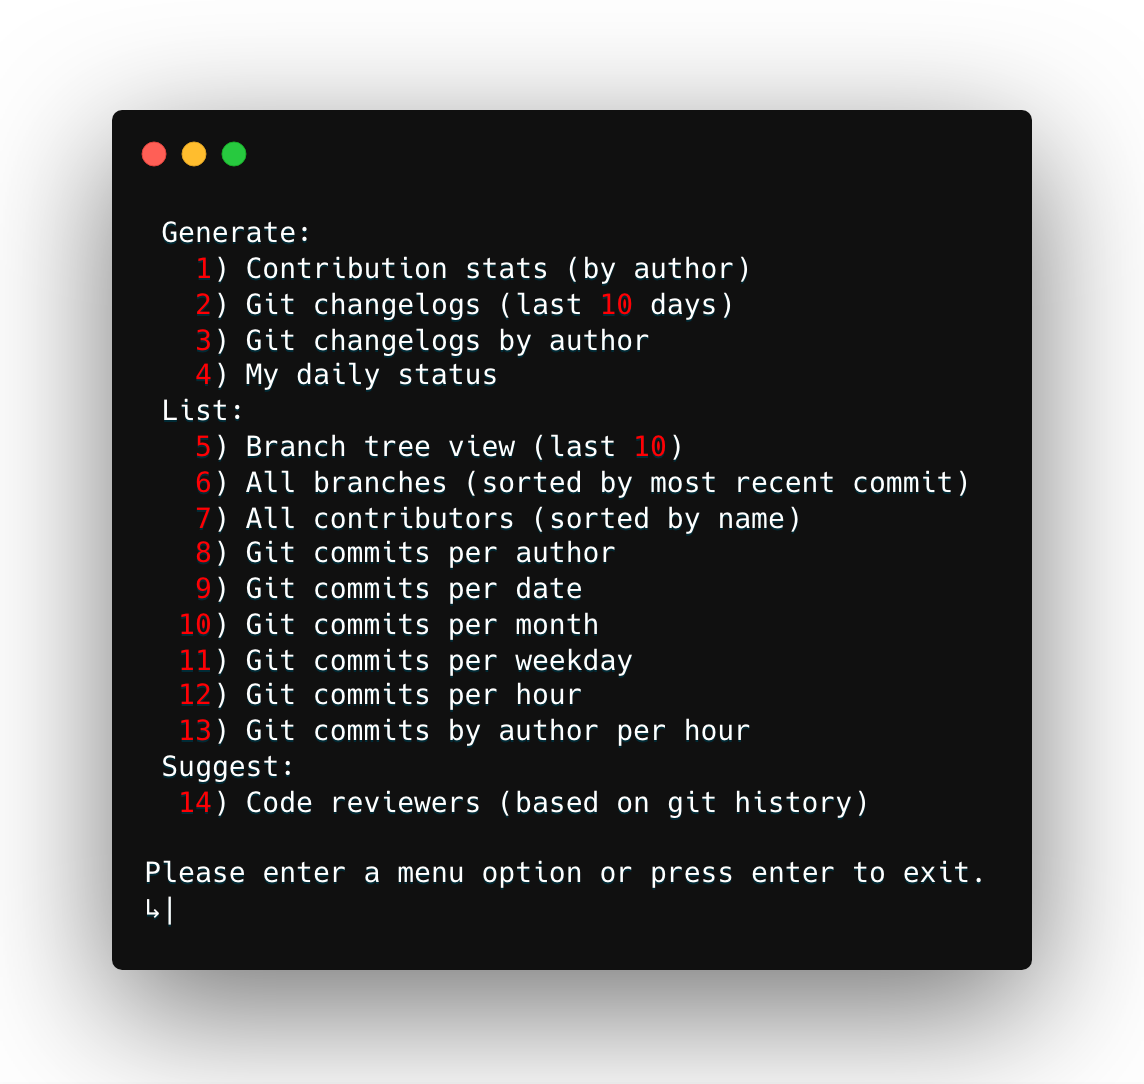 Generate:
1) Contribution stats (by author)
2) Git changelogs (last 10 days)
3) Git changelogs by author
4) My daily status
List:
5) Branch tree view (last 10)
6) All branches (sorted by most recent commit)
7) All contributors (sorted by name)
8) Git commits per author
9) Git commits per date
10) Git commits per month
11) Git commits per weekday
12) Git commits per hour
13) Git commits by author per hour
Suggest:
14) Code reviewers (based on git history)
Please enter a menu option or press enter to exit.
↳|